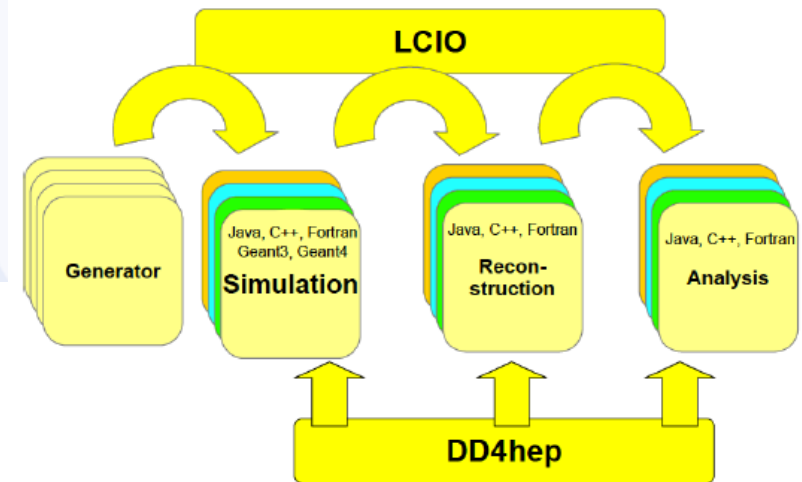 LCIO
Generator
Java, C++, Fortran
Geant3, Geant4
Simulation
Java, C++, Fortran
Recon-
struction
Java, C++, Fortran
Analysis
DD4hep